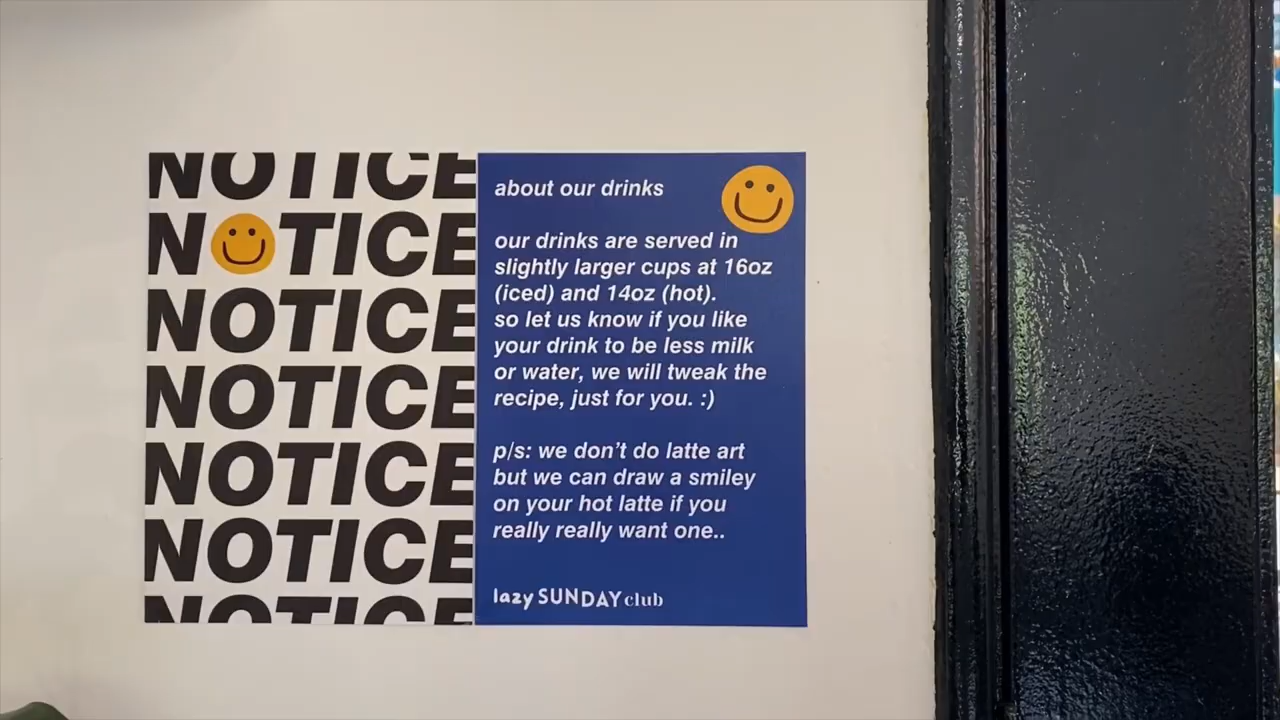 NOTICE
NOTICE
NOTICE
NOTICE
NOTICE
NOTICE
NOTICE
about our drinks
our drinks are served in
slightly larger cups at 16oz
(iced) and 14oz (hot).
so let us know if you like
your drink to be less milk
or water, we will tweak the
recipe, just for you. :)
p/s: we don't do latte art
but we can draw a smiley
on your hot latte if you
really really want one..
lazy SUNDAY club